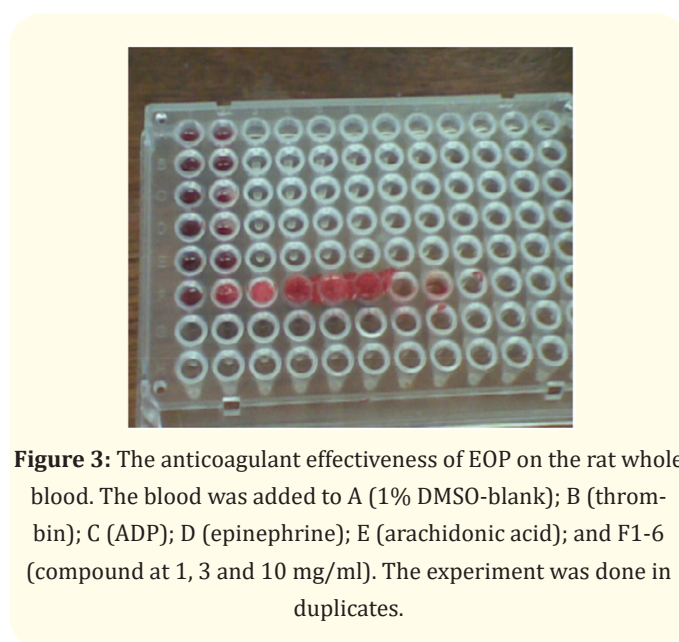 A
B
C
D
E
F
G
Figure 3: The anticoagulant effectiveness of EOP on the rat whole
blood. The blood was added to A (1% DMSO-blank); B (throm-
bin); C (ADP); D (epinephrine); E (arachidonic acid); and F1-6
(compound at 1, 3 and 10 mg/ml). The experiment was done in
duplicates.